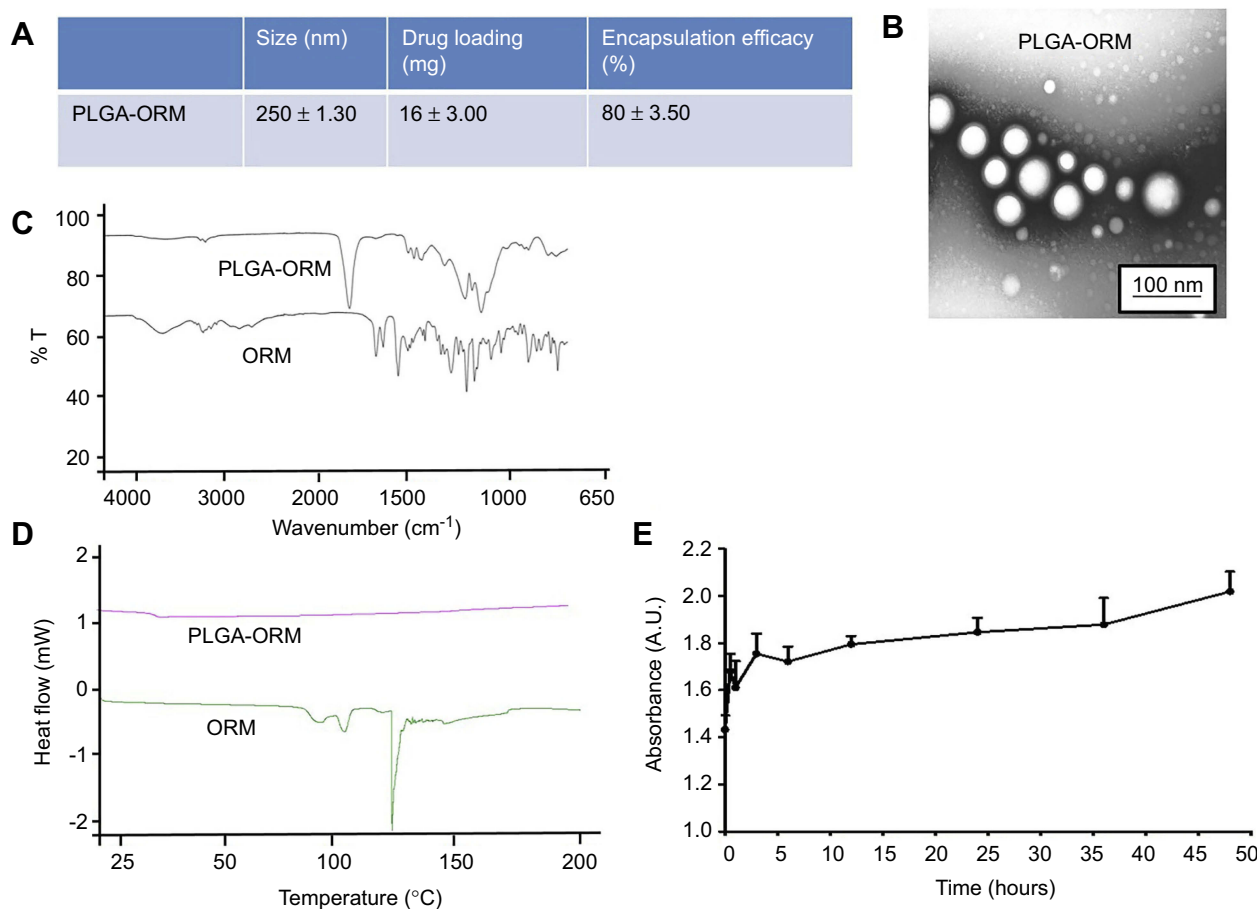 A
Size (nm)
Drug loading
(mg)
Encapsulation efficacy
(%)
PLGA-ORM
250 ± 1.30
16 ± 3.00
80 ± 3.50
B
PLGA-ORM
100 nm
C
100
80
60
40
20
% T
PLGA-ORM
ORM
4000
3000
2000
1500
1000
650
Wavenumber (cm⁻¹)
D
2
1
0
-1
-2
Heat flow (mW)
PLGA-ORM
ORM
25
50
100
150
200
Temperature (°C)
E
2.2
2.0
1.8
1.6
1.4
1.2
1.0
Absorbance (A.U.)
0
5
10
15
20
25
30
35
40
45
50
Time (hours)